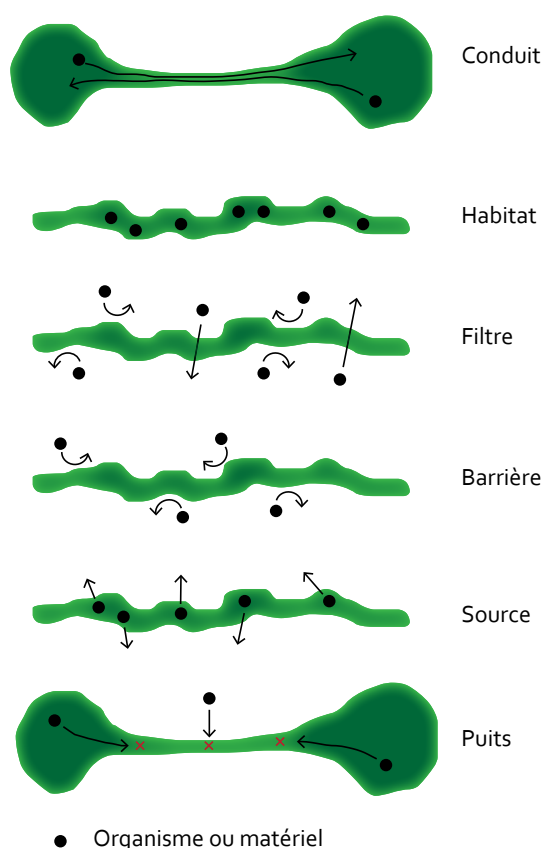 Conduit
Habitat
Filtre
Barrière
Source
Puits
Organisme ou matériel